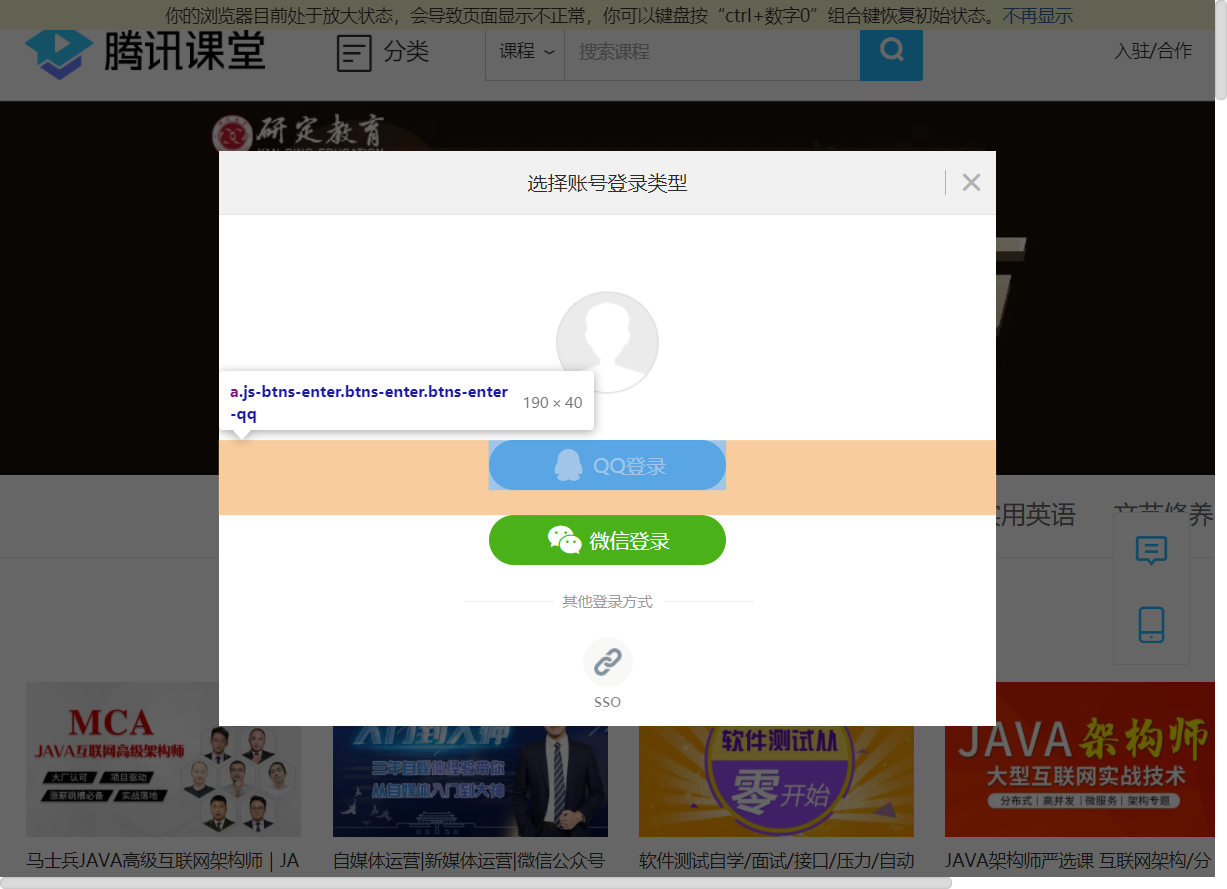 你的浏览器目前处于放大状态，会导致页面显示不正常，你可以键盘按“ctrl+数字0”组合键恢复初始状态。不再显示
腾讯课堂
分类
课程
搜索课程
入驻/合作
研定教育
选择账号登录类型
a.js-btns-enter.btns-enter.btns-enter
-qq
190 × 40
QQ登录
微信登录
其他登录方式
SSO
实用英语
文艺修养
MCA
JAVA互联网高级架构师
大厂认可
项目驱动
涨薪跳槽必备
实战落地
入门到大神
三年自媒体经验带你
从自媒体入门到大神
软件测试从
零开始
JAVA架构师
大型互联网实战技术
分布式｜高并发｜微服务｜架构专题
马士兵JAVA高级互联网架构师｜JA
自媒体运营|新媒体运营|微信公众号
软件测试自学/面试/接口/压力/自动
JAVA架构师严选课 互联网架构/分